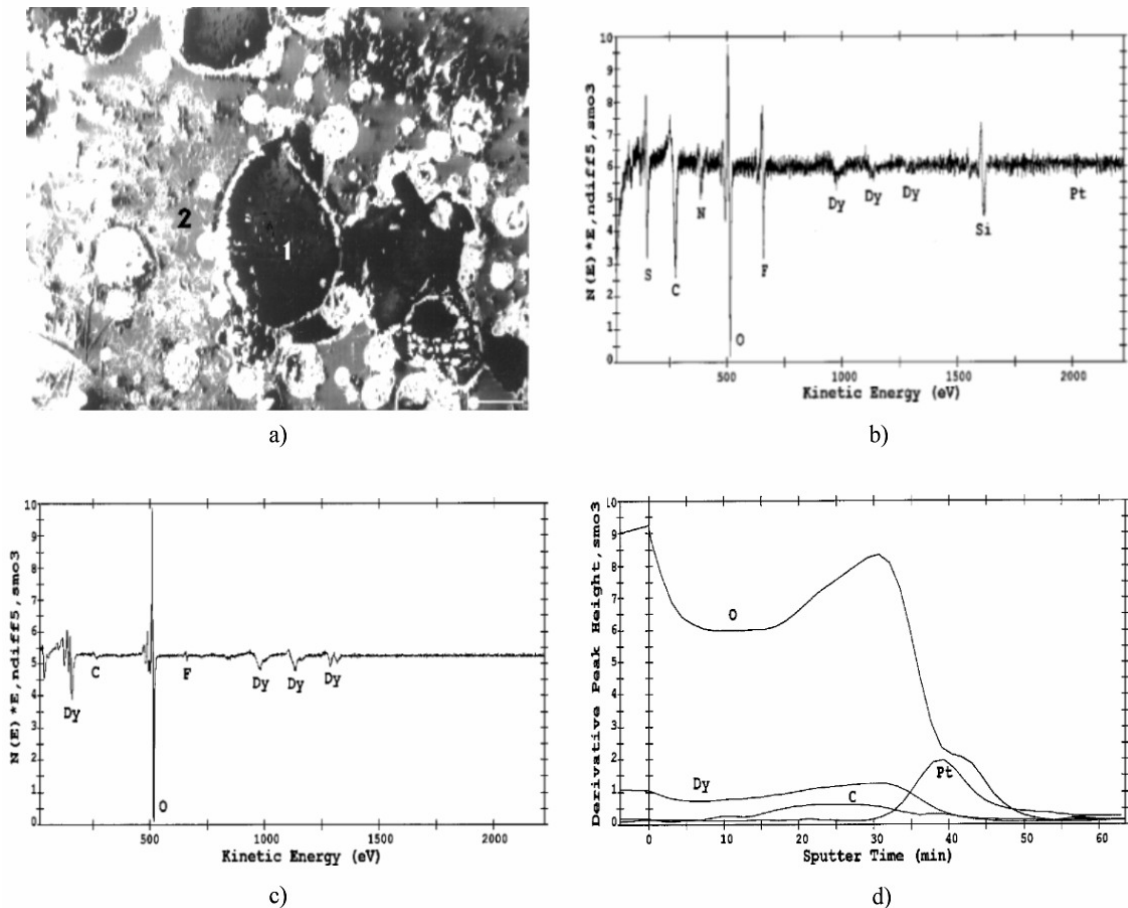 2
1
a)
N(E)*E,ndiff5,smo3
10
9
8
7
6
5
4
3
2
1
0
S
C
N
O
F
Dy
Dy
Dy
Si
Pt
500
1000
1500
2000
Kinetic Energy (eV)
b)
N(E)*E,ndiff5,smo3
10
9
8
7
6
5
4
3
2
1
0
Dy
C
O
F
Dy
Dy
Dy
500
1000
1500
2000
Kinetic Energy (eV)
c)
Derivative Peak Height,smo3
10
9
8
7
6
5
4
3
2
1
0
O
Dy
C
Pt
0
10
20
30
40
50
60
Sputter Time (min)
d)